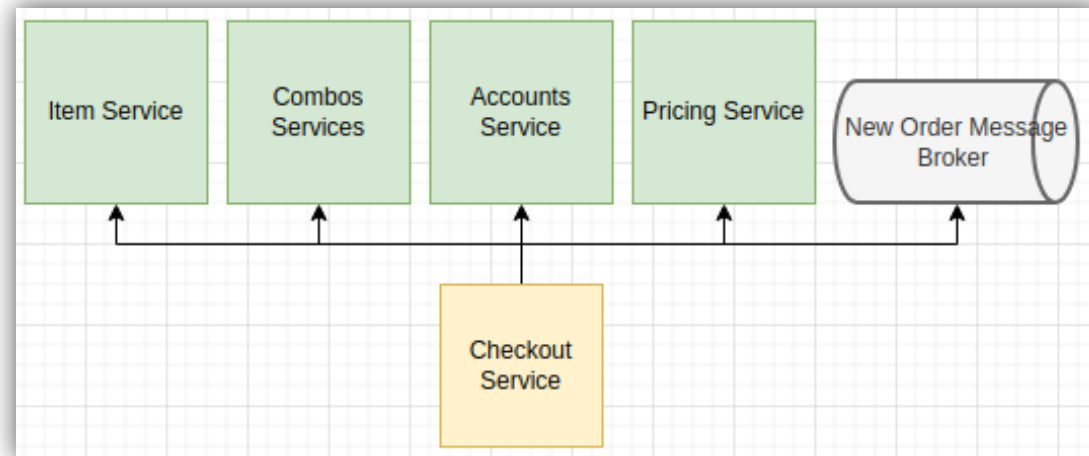 Item Service
Combos
Services
Accounts
Service
Pricing Service
New Order Message
Broker
Checkout
Service